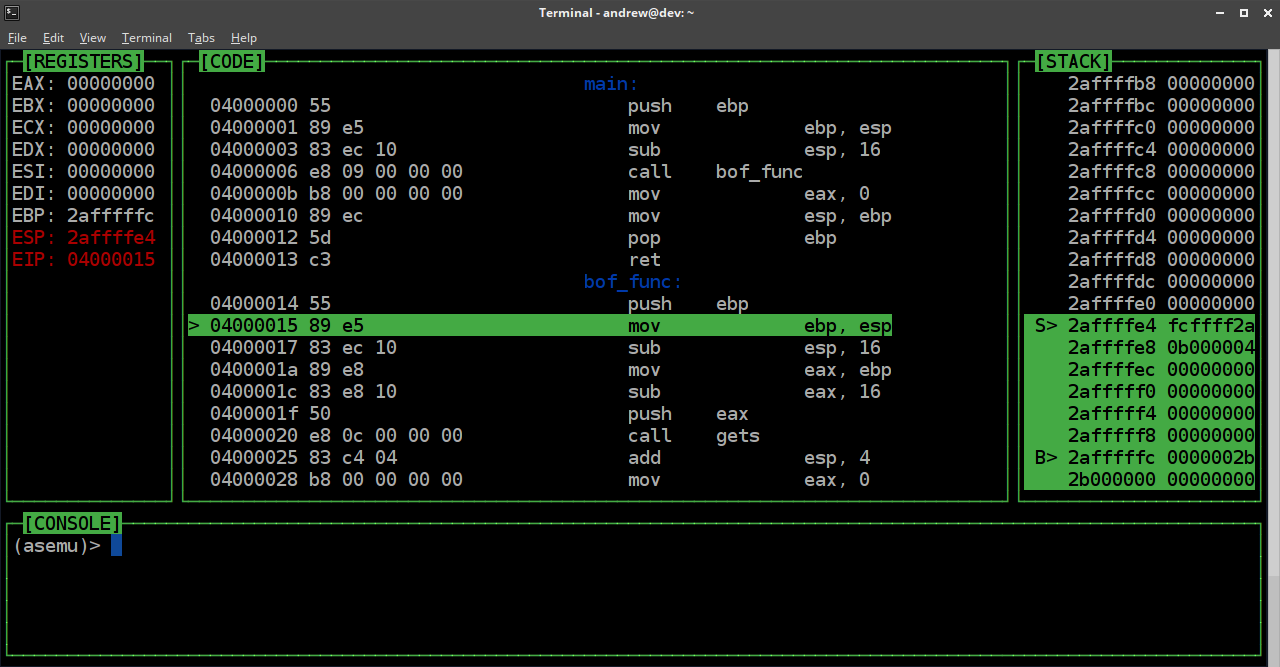 Terminal - andrew@dev: ~
File Edit View Terminal Tabs Help
[REGISTERS]
EAX: 00000000
EBX: 00000000
ECX: 00000000
EDX: 00000000
ESI: 00000000
EDI: 00000000
EBP: 2afffffc
ESP: 2affffe4
EIP: 04000015
[CODE]
main:
04000000 55 push ebp
04000001 89 e5 mov ebp, esp
04000003 83 ec 10 sub esp, 16
04000006 e8 09 00 00 00 call bof_func
0400000b b8 00 00 00 00 mov eax, 0
04000010 89 ec mov esp, ebp
04000012 5d pop ebp
04000013 c3 ret
bof_func:
04000014 55 push ebp
> 04000015 89 e5 mov ebp, esp
04000017 83 ec 10 sub esp, 16
0400001a 89 e8 mov eax, ebp
0400001c 83 e8 10 sub eax, 16
0400001f 50 push eax
04000020 e8 0c 00 00 00 call gets
04000025 83 c4 04 add esp, 4
04000028 b8 00 00 00 00 mov eax, 0
[STACK]
2affffb8 00000000
2affffbc 00000000
2affffc0 00000000
2affffc4 00000000
2affffc8 00000000
2affffcc 00000000
2affffd0 00000000
2affffd4 00000000
2affffd8 00000000
2affffdc 00000000
2affffe0 00000000
S> 2affffe4 fcffff2a
2affffe8 0b000004
2affffec 00000000
2afffff0 00000000
2afffff4 00000000
2afffff8 00000000
B> 2afffffc 0000002b
2b000000 00000000
[CONSOLE]
(asemu)>